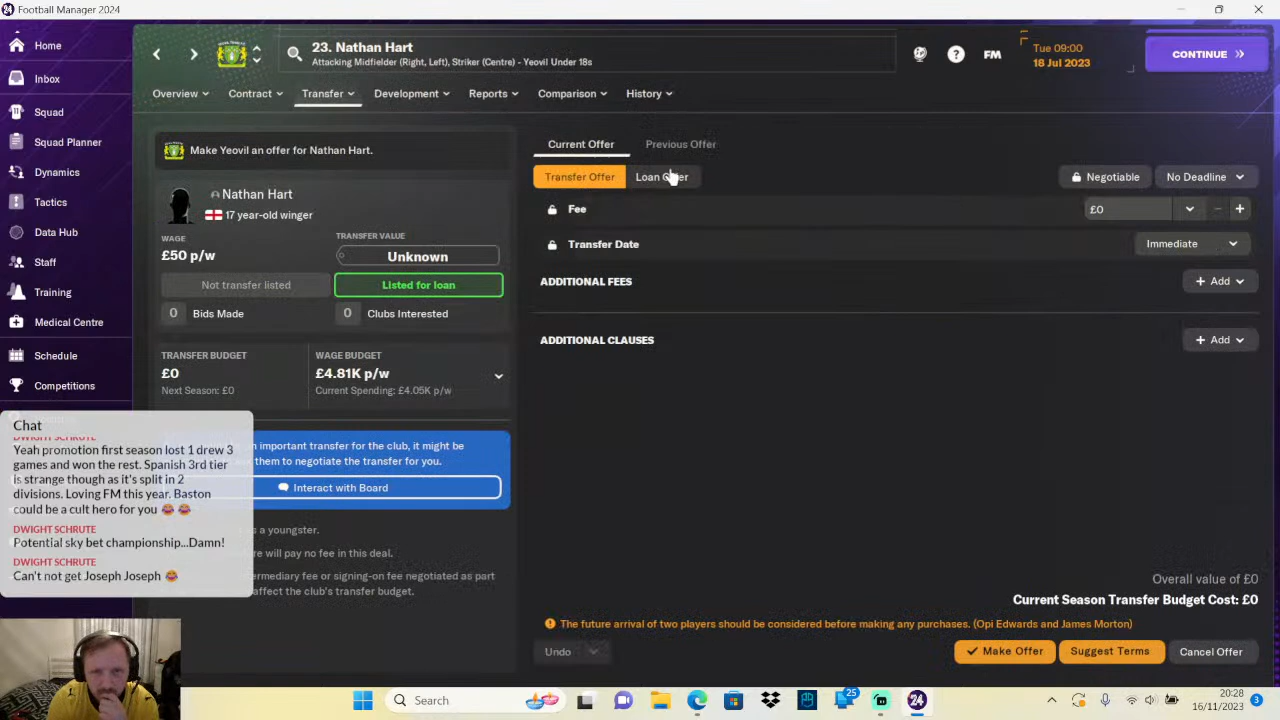 Football Manager 2024
Home
Inbox
Squad
Squad Planner
Dynamics
Tactics
Data Hub
Staff
Training
Medical Centre
Schedule
Competitions
23. Nathan Hart
Attacking Midfielder (Right, Left), Striker (Centre) - Yeovil Under 18s
FM
Tue 09:00
18 Jul 2023
CONTINUE
Overview
Contract
Transfer
Development
Reports
Comparison
History
Make Yeovil an offer for Nathan Hart.
Nathan Hart
17 year-old winger
WAGE
£50 p/w
TRANSFER VALUE
Unknown
Not transfer listed
Listed for loan
0 Bids Made
0 Clubs Interested
TRANSFER BUDGET
£0
Next Season: £0
WAGE BUDGET
£4.81K p/w
Current Spending: £4.05K p/w
an important transfer for the club, it might be
them to negotiate the transfer for you.
Interact with Board
as a youngster.
will pay no fee in this deal.
fee or signing-on fee negotiated as part
affect the club's transfer budget.
Current Offer
Previous Offer
Transfer Offer
Loan
Negotiable
No Deadline
Fee
£0
Transfer Date
Immediate
ADDITIONAL FEES
+ Add
ADDITIONAL CLAUSES
+ Add
Overall value of £0
Current Season Transfer Budget Cost: £0
The future arrival of two players should be considered before making any purchases. (Opi Edwards and James Morton)
Undo
Make Offer
Suggest Terms
Cancel Offer
Chat
DWIGHT SCHRUTE
Yeah promotion first season lost 1 drew 3
games and won the rest. Spanish 3rd tier
is strange though as it's split in 2
divisions. Loving FM this year. Baston
could be a cult hero for you 😂 😂
DWIGHT SCHRUTE
Potential sky bet championship...Damn!
DWIGHT SCHRUTE
Can't not get Joseph Joseph 😂
Search
25
24
20:28
16/11/2023
3